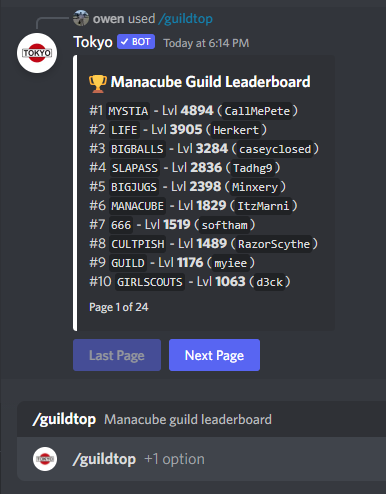 owen used /guildtop
TOKYO
Tokyo ✓ BOT Today at 6:14 PM
🏆 Manacube Guild Leaderboard
#1 MYSTIA - Lvl 4894 (CallMePete)
#2 LIFE - Lvl 3905 (Herkert)
#3 BIGBALLS - Lvl 3284 (caseyclosed)
#4 SLAPASS - Lvl 2836 (Tadhg9)
#5 BIGJUGS - Lvl 2398 (Minxery)
#6 MANACUBE - Lvl 1829 (ItzMarni)
#7 666 - Lvl 1519 (softham)
#8 CULTPISH - Lvl 1489 (RazorScythe)
#9 GUILD - Lvl 1176 (myiee)
#10 GIRLSCOUTS - Lvl 1063 (d3ck)
Page 1 of 24
Last Page Next Page
/guildtop Manacube guild leaderboard
TOKYO /guildtop +1 option